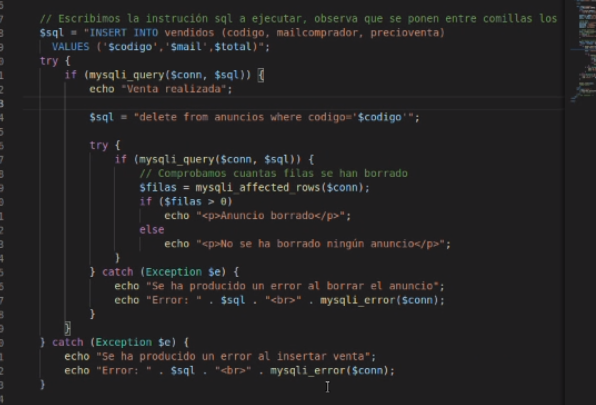 // Escribimos la instrución sql a ejecutar, observa que se ponen entre comillas los
$sql = "INSERT INTO vendidos (codigo, mailcomprador, precioventa)
VALUES ('$codigo','$mail',$total)";
try {
if (mysqli_query($conn, $sql)) {
echo "Venta realizada";
$sql = "delete from anuncios where codigo='$codigo'";
try {
if (mysqli_query($conn, $sql)) {
// Comprobamos cuantas filas se han borrado
$filas = mysqli_affected_rows($conn);
if ($filas > 0)
echo "<p>Anuncio borrado</p>";
else
echo "<p>No se ha borrado ningún anuncio</p>";
}
} catch (Exception $e) {
echo "Se ha producido un error al borrar el anuncio";
echo "Error: " . $sql . "<br>" . mysqli_error($conn);
}
}
} catch (Exception $e) {
echo "Se ha producido un error al insertar venta";
echo "Error: " . $sql . "<br>" . mysqli_error($conn);
}